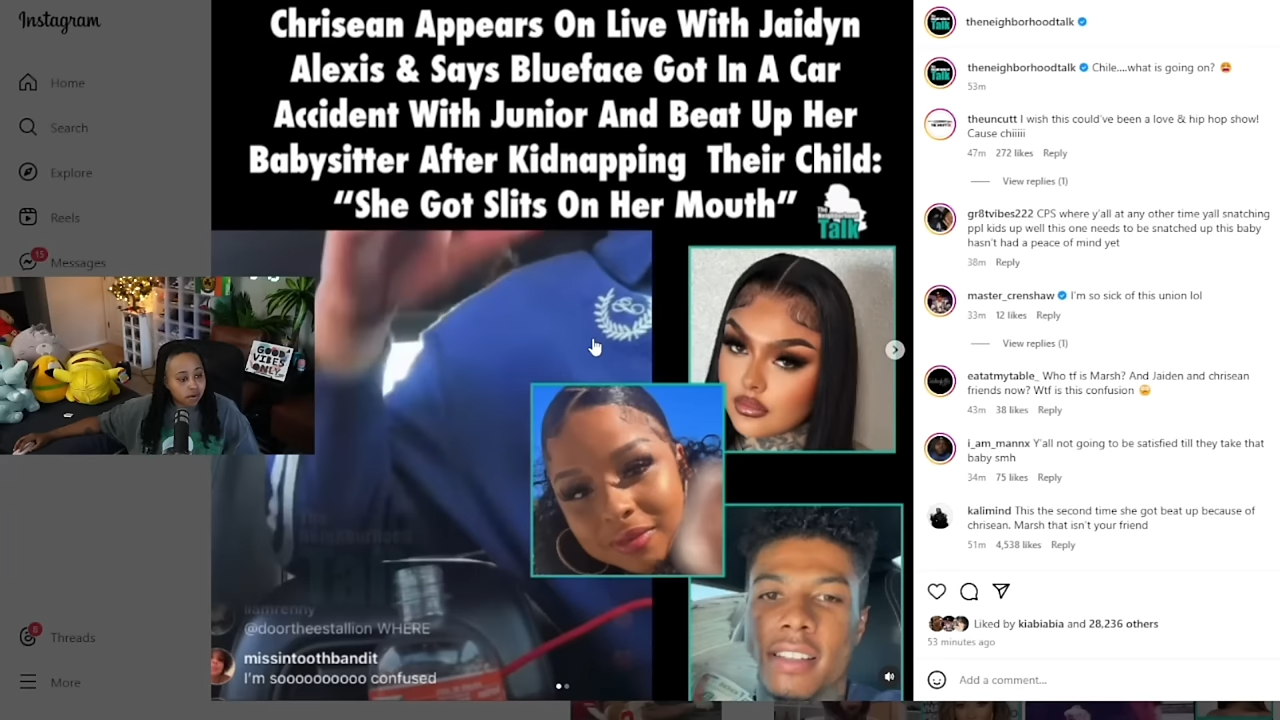 Instagram
Home
Search
Explore
Reels
15
Messages
8
Threads
More
GOOD
VIBES
ONLY
Chrisean Appears On Live With Jaidyn
Alexis & Says Blueface Got In A Car
Accident With Junior And Beat Up Her
Babysitter After Kidnapping Their Child:
“She Got Slits On Her Mouth”
The
Neighborhood
Talk
liamrenny
@doortheestallion WHERE
missintoothbandit
I'm soooooooooo confused
theneighborhoodtalk
theneighborhoodtalk Chile....what is going on? 😩
53m
theuncutt I wish this could've been a love & hip hop show!
Cause chiiiii
47m 272 likes Reply
View replies (1)
gr8tvibes222 CPS where y'all at any other time yall snatching
ppl kids up well this one needs to be snatched up this baby
hasn't had a peace of mind yet
38m Reply
master_crenshaw I'm so sick of this union lol
33m 12 likes Reply
View replies (1)
eatatmytable_ Who tf is Marsh? And Jaiden and chrisean
friends now? Wtf is this confusion 😩
43m 38 likes Reply
i_am_mannx Y'all not going to be satisfied till they take that
baby smh
34m 75 likes Reply
kalimind This the second time she got beat up because of
chrisean. Marsh that isn't your friend
51m 4,538 likes Reply
Liked by kiabiabia and 28,236 others
53 minutes ago
Add a comment...